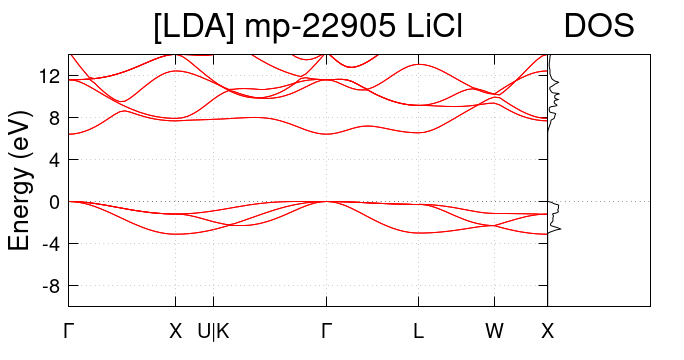 [LDA] mp-22905 LiCl DOS
Energy (eV)
12
8
4
0
-4
-8
Γ X U|K Γ L W X